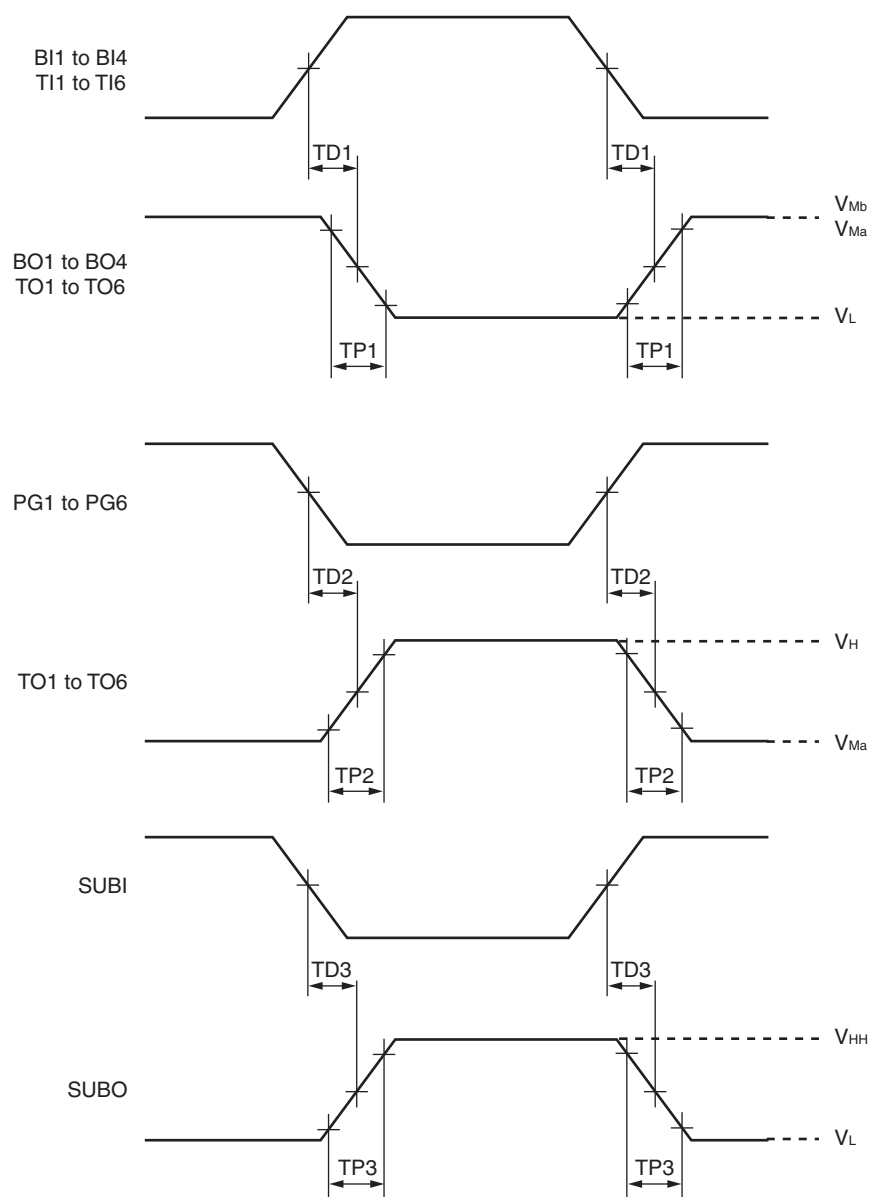 BI1 to BI4
TI1 to TI6
TD1 TD1
VMb
VMa
BO1 to BO4
TO1 to TO6
VL
TP1 TP1
PG1 to PG6
TD2 TD2
VH
TO1 to TO6
VMa
TP2 TP2
SUBI
TD3 TD3
VHH
SUBO
VL
TP3 TP3